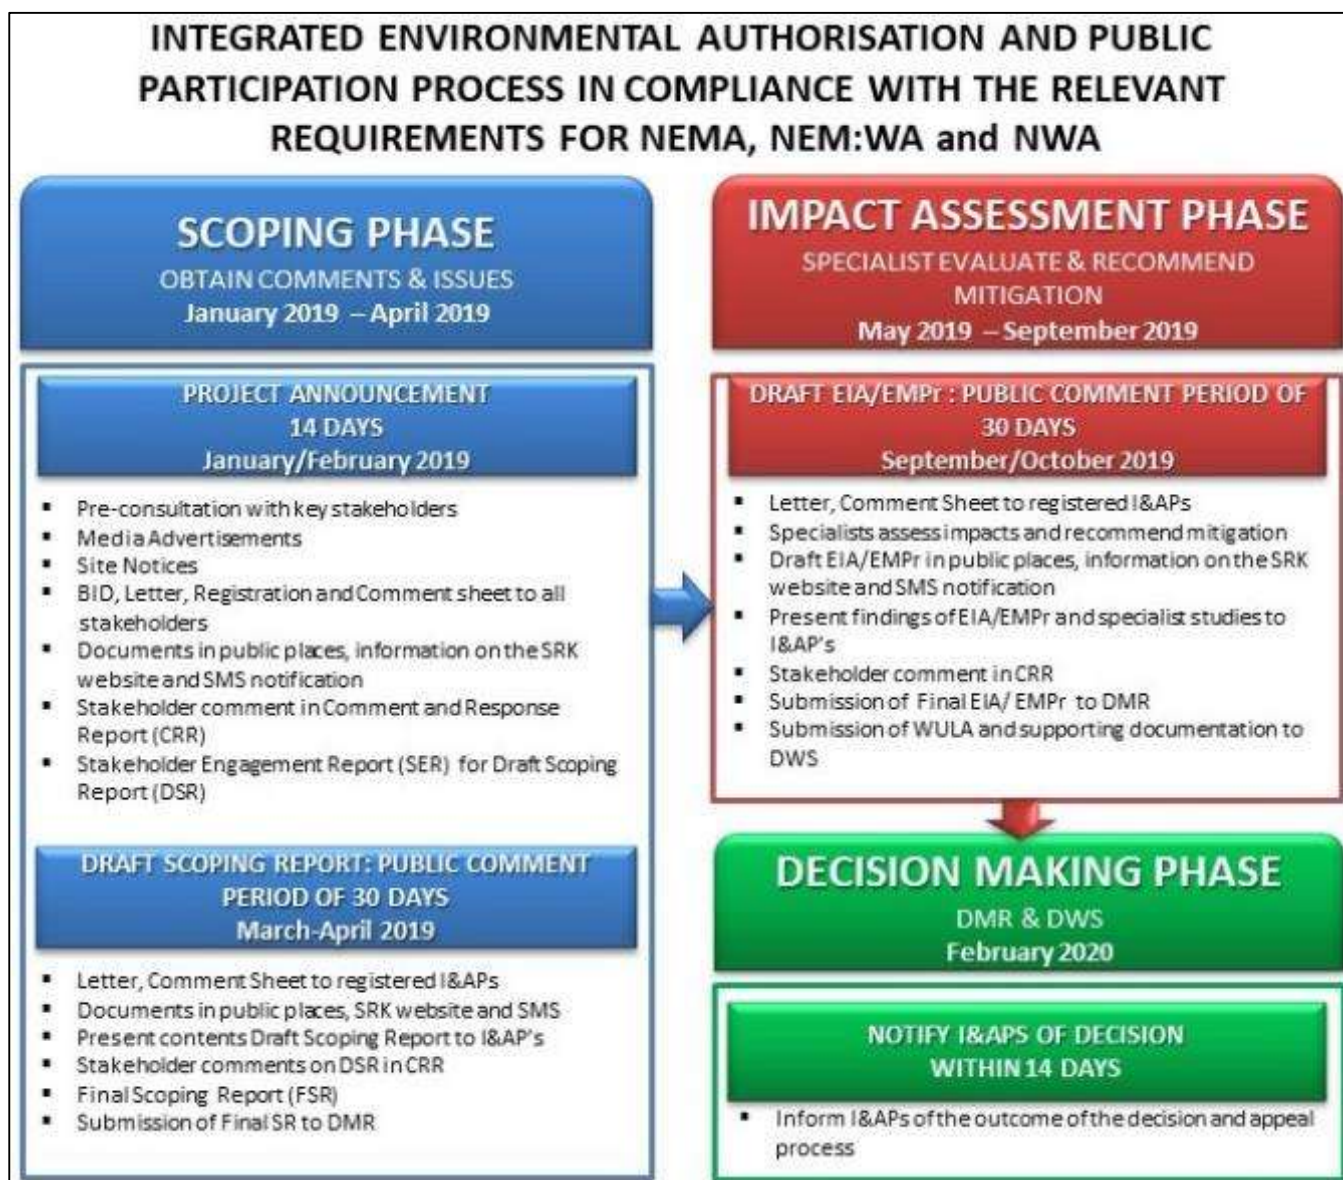 INTEGRATED ENVIRONMENTAL AUTHORISATION AND PUBLIC
PARTICIPATION PROCESS IN COMPLIANCE WITH THE RELEVANT
REQUIREMENTS FOR NEMA, NEM:WA and NWA
SCOPING PHASE
OBTAIN COMMENTS & ISSUES
January 2019 – April 2019
PROJECT ANNOUNCEMENT
14 DAYS
January/February 2019
▪ Pre-consultation with key stakeholders
▪ Media Advertisements
▪ Site Notices
▪ BID, Letter, Registration and Comment sheet to all
stakeholders
▪ Documents in public places, information on the SRK
website and SMS notification
▪ Stakeholder comment in Comment and Response
Report (CRR)
▪ Stakeholder Engagement Report (SER) for Draft Scoping
Report (DSR)
DRAFT SCOPING REPORT: PUBLIC COMMENT
PERIOD OF 30 DAYS
March-April 2019
▪ Letter, Comment Sheet to registered I&APs
▪ Documents in public places, SRK website and SMS
▪ Present contents Draft Scoping Report to I&AP's
▪ Stakeholder comments on DSR in CRR
▪ Final Scoping Report (FSR)
▪ Submission of Final SR to DMR
IMPACT ASSESSMENT PHASE
SPECIALIST EVALUATE & RECOMMEND
MITIGATION
May 2019 – September 2019
DRAFT EIA/EMPr : PUBLIC COMMENT PERIOD OF
30 DAYS
September/October 2019
▪ Letter, Comment Sheet to registered I&APs
▪ Specialists assess impacts and recommend mitigation
▪ Draft EIA/EMPr in public places, information on the SRK
website and SMS notification
▪ Present findings of EIA/EMPr and specialist studies to
I&AP's
▪ Stakeholder comment in CRR
▪ Submission of Final EIA/ EMPr to DMR
▪ Submission of WULA and supporting documentation to
DWS
DECISION MAKING PHASE
DMR & DWS
February 2020
NOTIFY I&APS OF DECISION
WITHIN 14 DAYS
▪ Inform I&APs of the outcome of the decision and appeal
process